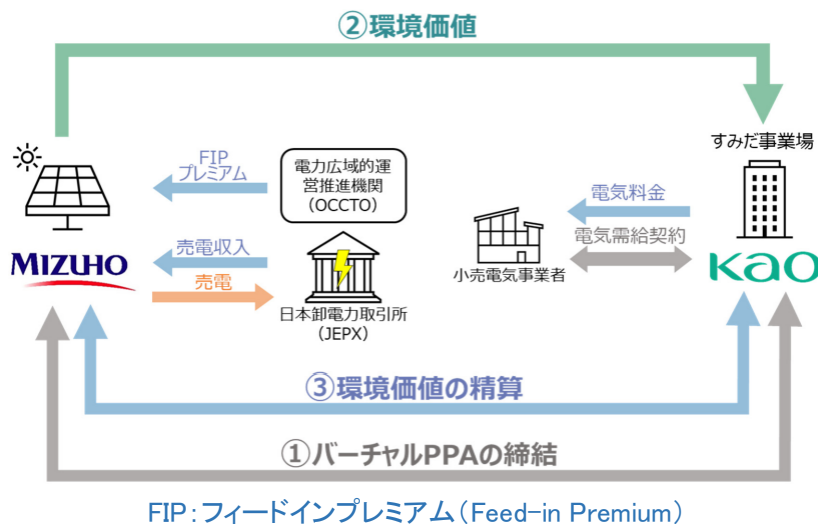 ②環境価値
すみだ事業場
FIP
プレミアム
電力広域的運
営推進機関
(OCCTO)
電気料金
売電収入
電気需給契約
MIZUHO
Kao
売電
小売電気事業者
日本卸電力取引所
(JEPX)
③環境価値の精算
①バーチャルPPAの締結
FIP:フィードインプレミアム(Feed-in Premium)